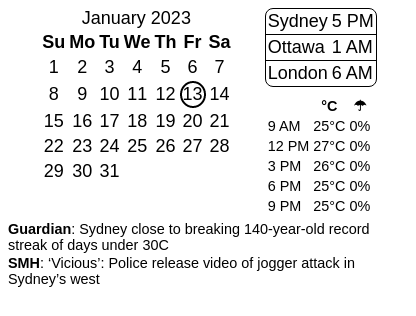 January 2023
Su Mo Tu We Th Fr Sa
1 2 3 4 5 6 7
8 9 10 11 12 13 14
15 16 17 18 19 20 21
22 23 24 25 26 27 28
29 30 31
Sydney 5 PM
Ottawa 1 AM
London 6 AM
°C ☂
9 AM 25°C 0%
12 PM 27°C 0%
3 PM 26°C 0%
6 PM 25°C 0%
9 PM 25°C 0%
Guardian: Sydney close to breaking 140-year-old record
streak of days under 30C
SMH: ‘Vicious’: Police release video of jogger attack in
Sydney’s west